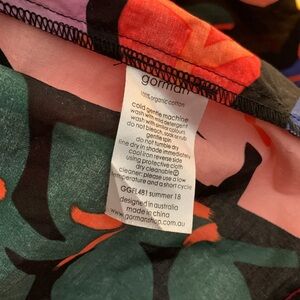 gorman
100% organic cotton
cold gentle machine
wash with mild detergent
wash with similar colours
do not bleach, soak or scrub
gentle spin
do not tumble dry
line dry in shade immediately
cool iron reverse side
using protective cloth
dry cleanable Ⓟ
cleaner: please use a low
temperature and a short cycle
GGFL481 summer 18
designed in australia
made in china
www.gormanshop.com.au